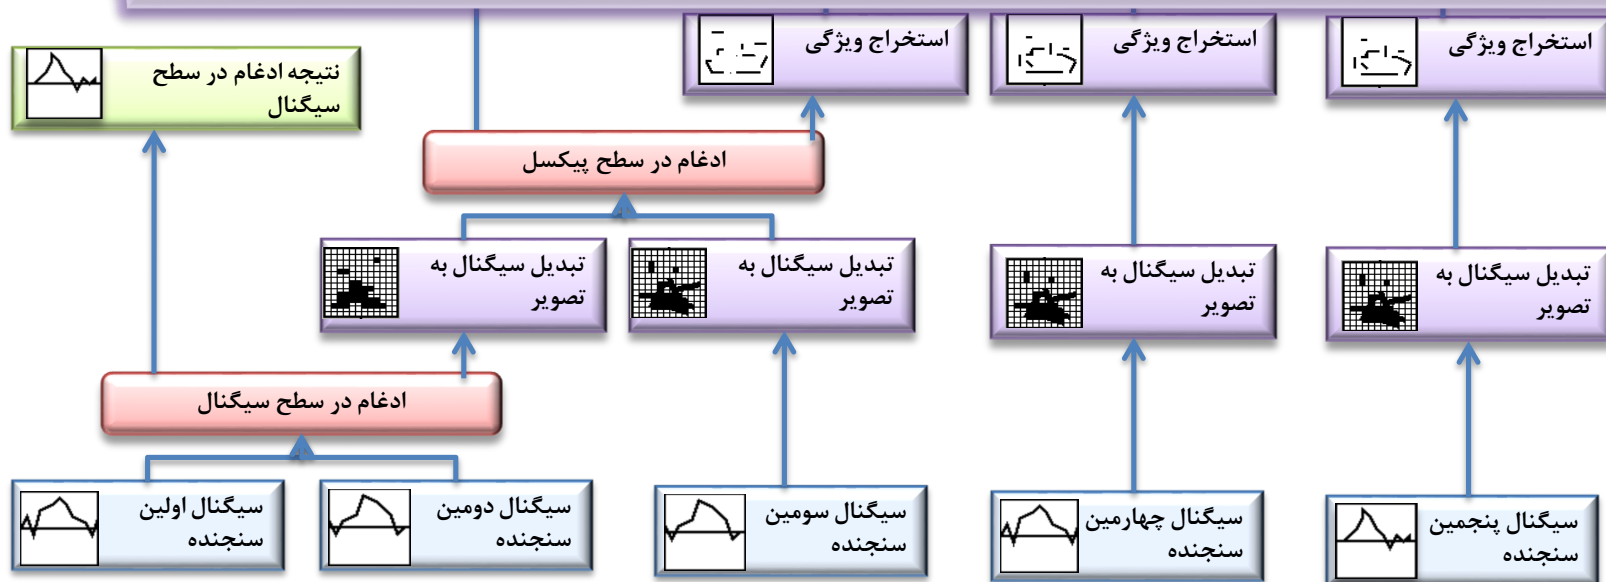 استخراج ویژگی
استخراج ویژگی
استخراج ویژگی
نتیجه ادغام در سطح
سیگنال
ادغام در سطح پیکسل
تبدیل سیگنال به
تصویر
تبدیل سیگنال به
تصویر
تبدیل سیگنال به
تصویر
تبدیل سیگنال به
تصویر
ادغام در سطح سیگنال
سیگنال پنجمین
سنجنده
سیگنال چهارمین
سنجنده
سیگنال سومین
سنجنده
سیگنال دومین
سنجنده
سیگنال اولین
سنجنده